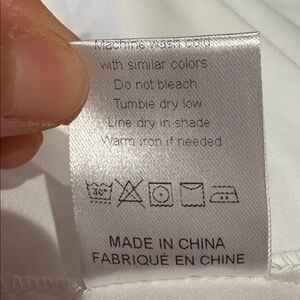 Machine wash cold
with similar colors
Do not bleach
Tumble dry low
Line dry in shade
Warm iron if needed
MADE IN CHINA
FABRIQUÉ EN CHINE